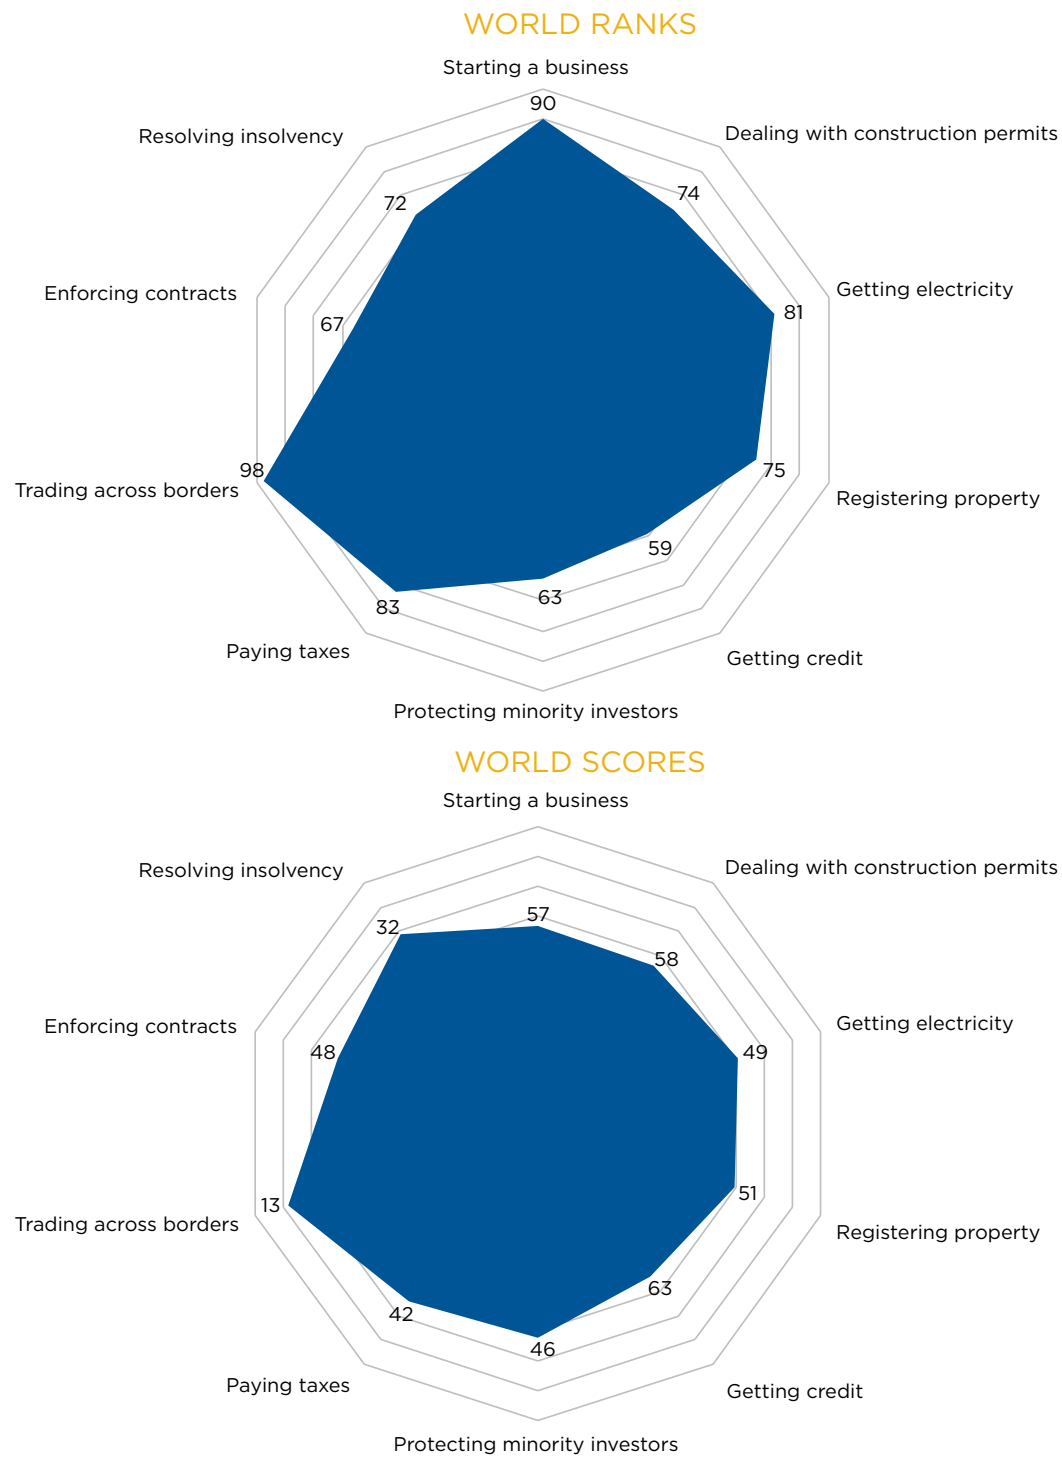 WORLD RANKS
Starting a business
90
Dealing with construction permits
Resolving insolvency
74
72
Getting electricity
Enforcing contracts
81
67
98
75
Trading across borders
Registering property
59
63
83
Paying taxes
Getting credit
Protecting minority investors
WORLD SCORES
Starting a business
Dealing with construction permits
Resolving insolvency
57
32
58
Getting electricity
Enforcing contracts
48
49
51
13
Trading across borders
Registering property
63
42
46
Paying taxes
Getting credit
Protecting minority investors